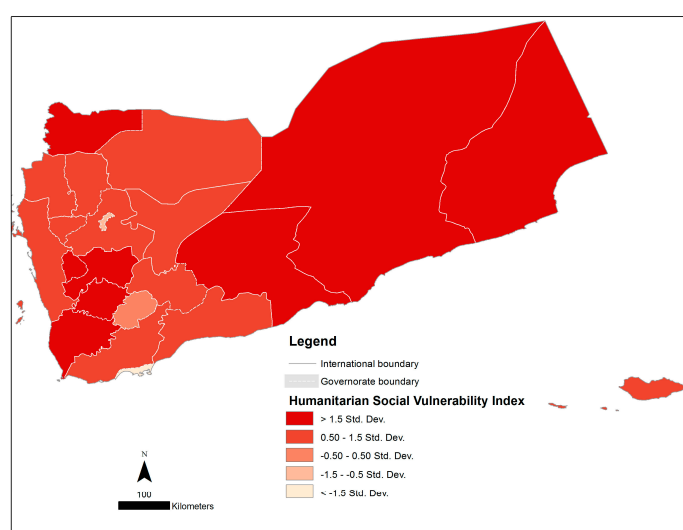 Legend
International boundary
Governorate boundary
Humanitarian Social Vulnerability Index
> 1.5 Std. Dev.
0.50 - 1.5 Std. Dev.
-0.50 - 0.50 Std. Dev.
-1.5 - -0.5 Std. Dev.
< -1.5 Std. Dev.
N
100
Kilometers